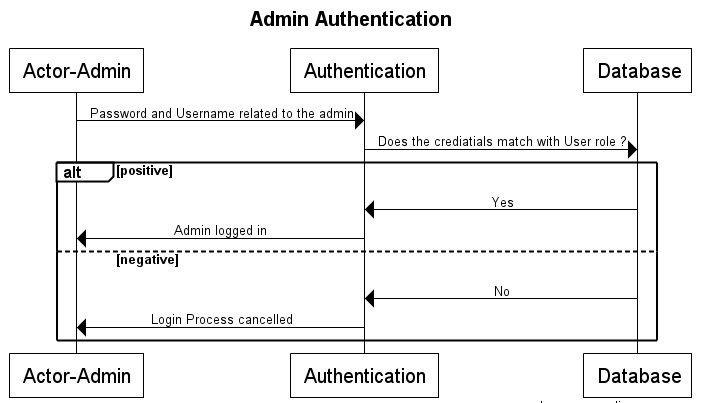 Admin Authentication
Actor-Admin Authentication Database
Password and Username related to the admin
Does the crediatials match with User role ?
alt [positive]
Yes
Admin logged in
[negative]
No
Login Process cancelled
Actor-Admin Authentication Database